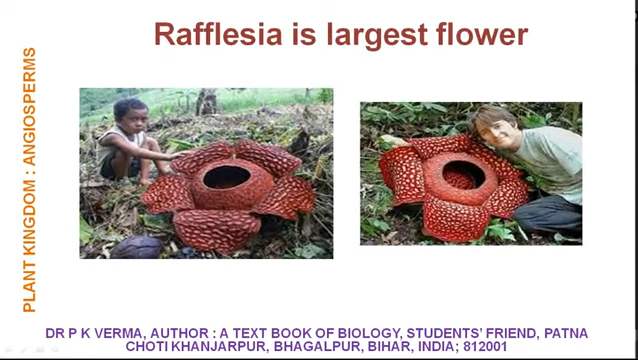 Rafflesia is largest flower
PLANT KINGDOM : ANGIOSPERMS
DR P K VERMA, AUTHOR : A TEXT BOOK OF BIOLOGY, STUDENTS' FRIEND, PATNA
CHOTI KHANJARPUR, BHAGALPUR, BIHAR, INDIA; 812001